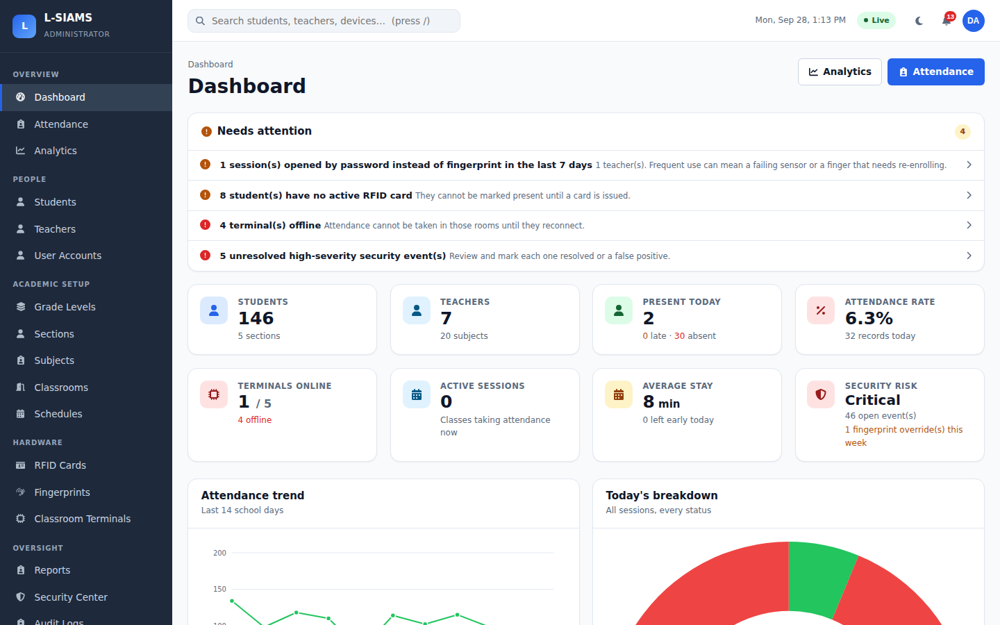 L
L-SIAMS
ADMINISTRATOR
OVERVIEW
Dashboard
Attendance
Analytics
PEOPLE
Students
Teachers
User Accounts
ACADEMIC SETUP
Grade Levels
Sections
Subjects
Classrooms
Schedules
HARDWARE
RFID Cards
Fingerprints
Classroom Terminals
OVERSIGHT
Reports
Security Center
Audit Logs
Search students, teachers, devices... (press /)
Mon, Sep 28, 1:13 PM
Live
13
DA
Dashboard
Dashboard
Analytics
Attendance
Needs attention
4
1 session(s) opened by password instead of fingerprint in the last 7 days 1 teacher(s). Frequent use can mean a failing sensor or a finger that needs re-enrolling.
8 student(s) have no active RFID card They cannot be marked present until a card is issued.
4 terminal(s) offline Attendance cannot be taken in those rooms until they reconnect.
5 unresolved high-severity security event(s) Review and mark each one resolved or a false positive.
STUDENTS
146
5 sections
TEACHERS
7
20 subjects
PRESENT TODAY
2
0 late · 30 absent
ATTENDANCE RATE
6.3%
32 records today
TERMINALS ONLINE
1 / 5
4 offline
ACTIVE SESSIONS
0
Classes taking attendance
now
AVERAGE STAY
8 min
0 left early today
SECURITY RISK
Critical
46 open event(s)
1 fingerprint override(s) this
week
Attendance trend
Last 14 school days
200
150
100
Today's breakdown
All sessions, every status